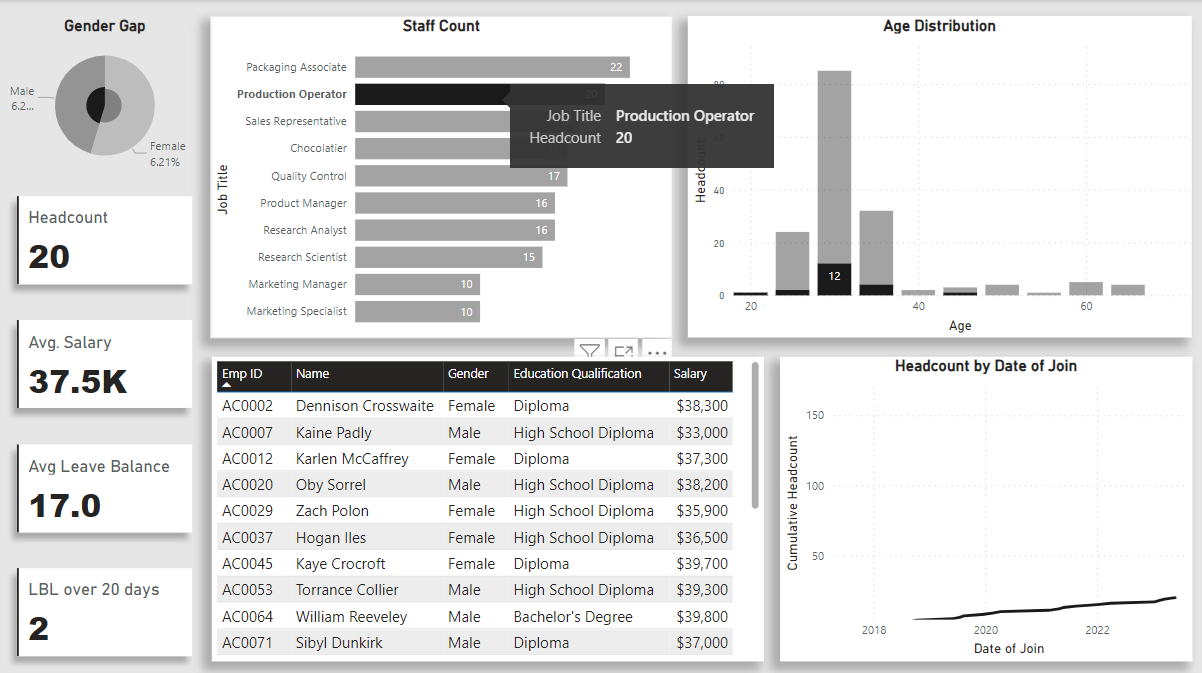 Gender Gap
Male
6.2...
Female
6.21%
Headcount
20
Avg. Salary
37.5K
Avg Leave Balance
17.0
LBL over 20 days
2
Staff Count
Job Title
Packaging Associate 22
Production Operator 20
Sales Representative
Chocolatier
Quality Control 17
Product Manager 16
Research Analyst 16
Research Scientist 15
Marketing Manager 10
Marketing Specialist 10
Job Title Production Operator
Headcount 20
Age Distribution
Headcount
80
60
40
20
0
12
20 40 60
Age
Emp ID Name Gender Education Qualification Salary
AC0002 Dennison Crosswaite Female Diploma $38,300
AC0007 Kaine Padly Male High School Diploma $33,000
AC0012 Karlen McCaffrey Female Diploma $37,300
AC0020 Oby Sorrel Male High School Diploma $38,200
AC0029 Zach Polon Female High School Diploma $35,900
AC0037 Hogan Iles Female High School Diploma $36,500
AC0045 Kaye Crocroft Female Diploma $39,700
AC0053 Torrance Collier Male High School Diploma $39,300
AC0064 William Reeveley Male Bachelor's Degree $39,800
AC0071 Sibyl Dunkirk Male Diploma $37,000
Headcount by Date of Join
Cumulative Headcount
150
100
50
2018 2020 2022
Date of Join